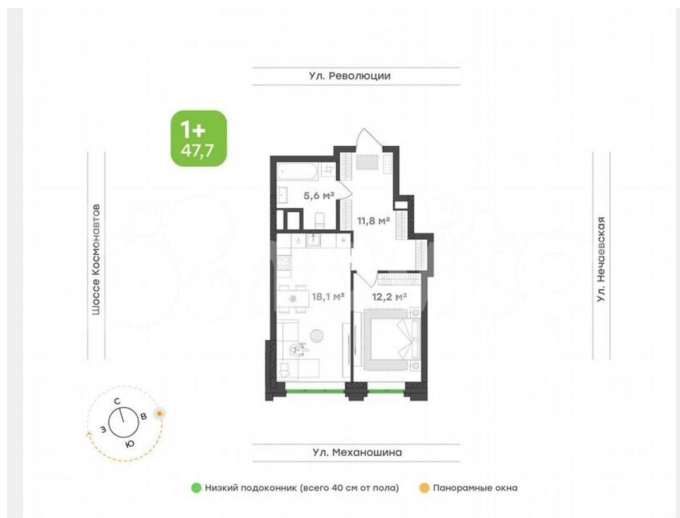 Ул. Революции
1+
47,7
5,6 м²
11,8 м²
Шоссе Космонавтов
Ул. Нечаевская
18,1 м²
12,2 м²
С
В
З
Ю
Ул. Механошина
Низкий подоконник (всего 40 см от пола)
Панорамные окна